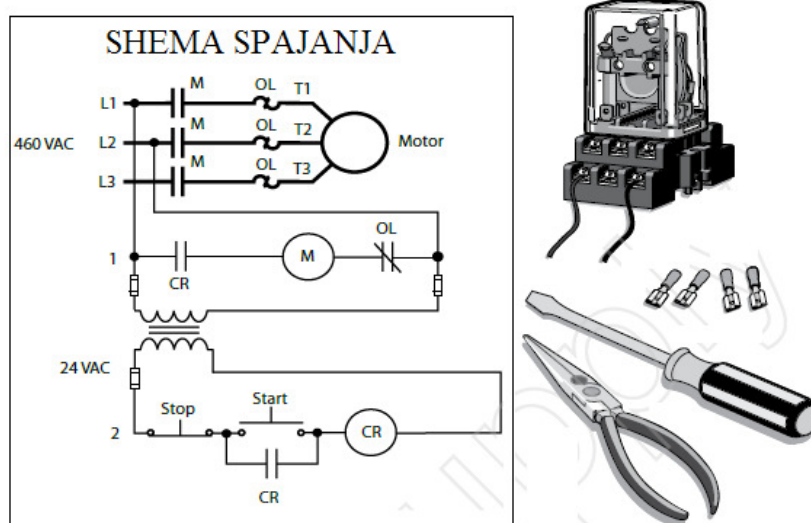 SHEMA SPAJANJA
L1 M OL T1
460 VAC L2 M OL T2 Motor
L3 M OL T3
OL
1 CR M
24 VAC
Stop Start
2 CR
CR